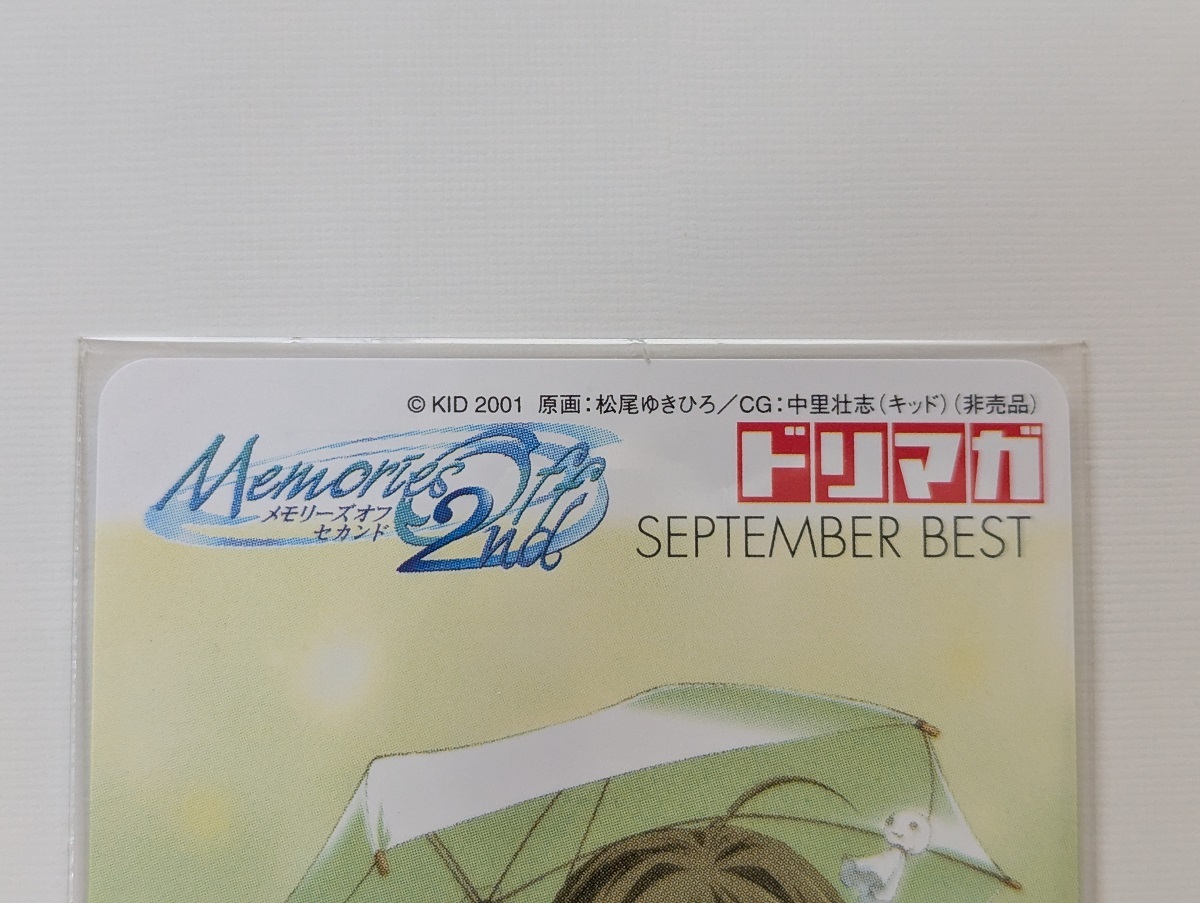 © KID 2001 原画：松尾ゆきひろ／CG：中里壮志（キッド）（非売品）
Memories Off
メモリーズオフ
セカンド
2nd
ドリマガ
SEPTEMBER BEST